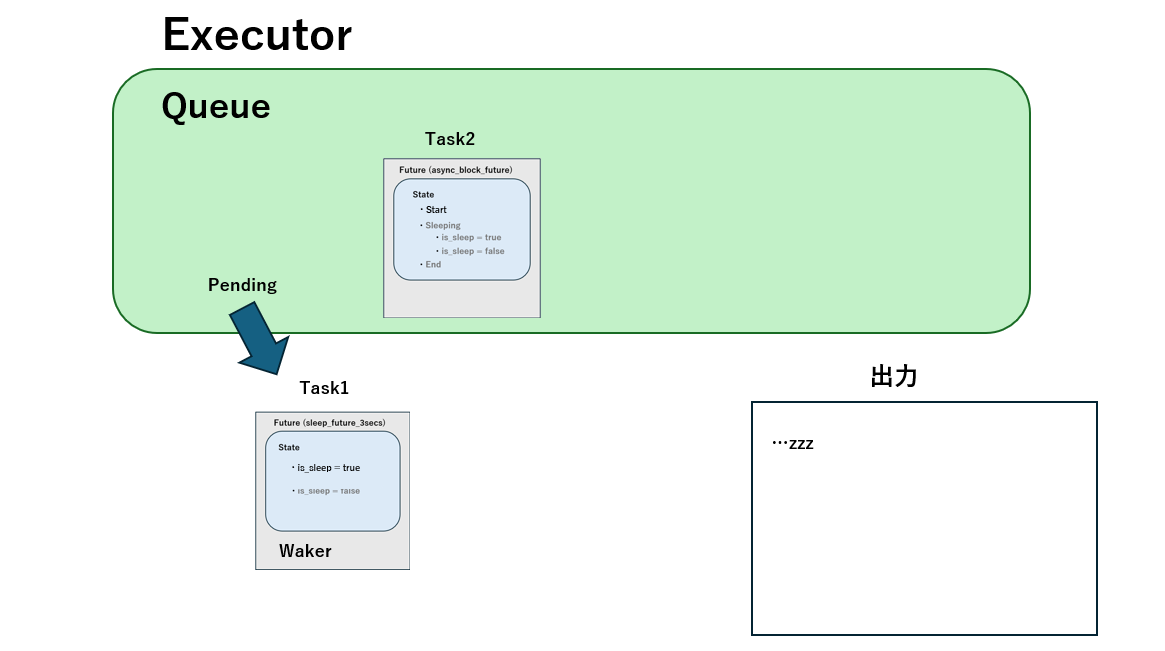 Executor
Queue
Task2
Future (async_block_future)
State
・Start
・Sleeping
・is_sleep = true
・is_sleep = false
・End
Pending
Task1
Future (sleep_future_3secs)
State
・is_sleep = true
・is_sleep = false
Waker
出力
…zzz